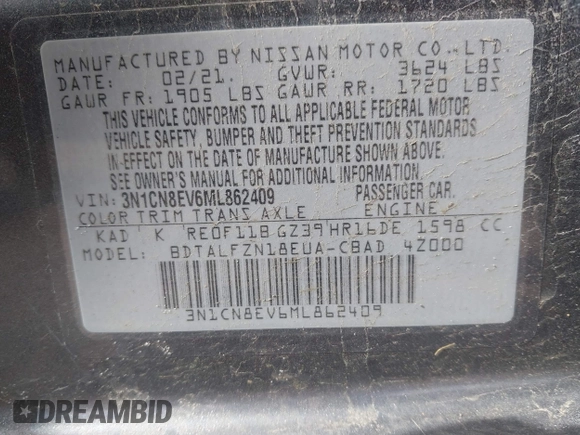 MANUFACTURED BY NISSAN MOTOR CO.,LTD.
DATE: 02/21. GVWR: 3624 LBS
GAWR FR: 1905 LBS GAWR RR: 1720 LBS
THIS VEHICLE CONFORMS TO ALL APPLICABLE FEDERAL MOTOR
VEHICLE SAFETY, BUMPER AND THEFT PREVENTION STANDARDS
IN-EFFECT ON THE DATE OF MANUFACTURE SHOWN ABOVE.
SEE OWNER'S MANUAL FOR ADDITIONAL INFORMATION.
VIN: 3N1CN8EV6ML862409 PASSENGER CAR.
COLOR TRIM TRANS AXLE ENGINE
KAD K RE0F11B GZ39 HR16DE 1598 CC
MODEL: BDTALFZN18EUA-CBAD 4Z000
3N1CN8EV6ML862409
DREAMBID